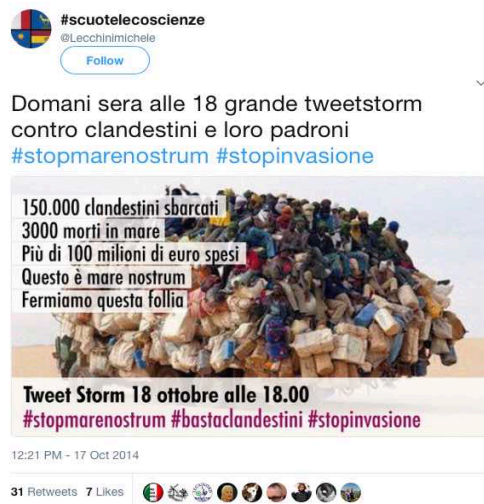 #scuotelecoscienze
@Lecchinimichele
Follow
Domani sera alle 18 grande tweetstorm
contro clandestini e loro padroni
#stopmarenostrum #stopinvasione
150.000 clandestini sbarcati
3000 morti in mare
Più di 100 milioni di euro spesi
Questo è mare nostrum
Fermiamo questa follia
Tweet Storm 18 ottobre alle 18.00
#stopmarenostrum #bastaclandestini #stopinvasione
12:21 PM - 17 Oct 2014
31 Retweets 7 Likes